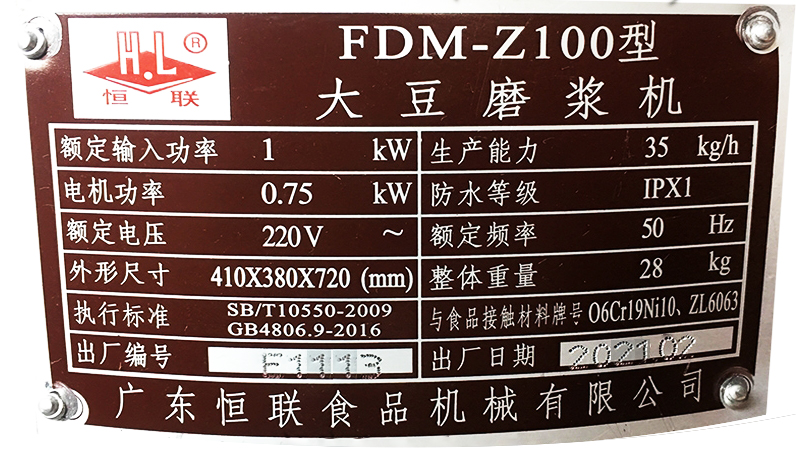 H.L ®
恒联
FDM-Z100型
大豆磨浆机
额定输入功率 1 kW 生产能力 35 kg/h
电机功率 0.75 kW 防水等级 IPX1
额定电压 220V ~ 额定频率 50 Hz
外形尺寸 410X380X720 (mm) 整体重量 28 kg
执行标准 SB/T10550-2009 GB4806.9-2016 与食品接触材料牌号 O6Cr19Ni10、ZL6063
出厂编号 F1113 出厂日期 202102
广东恒联食品机械有限公司